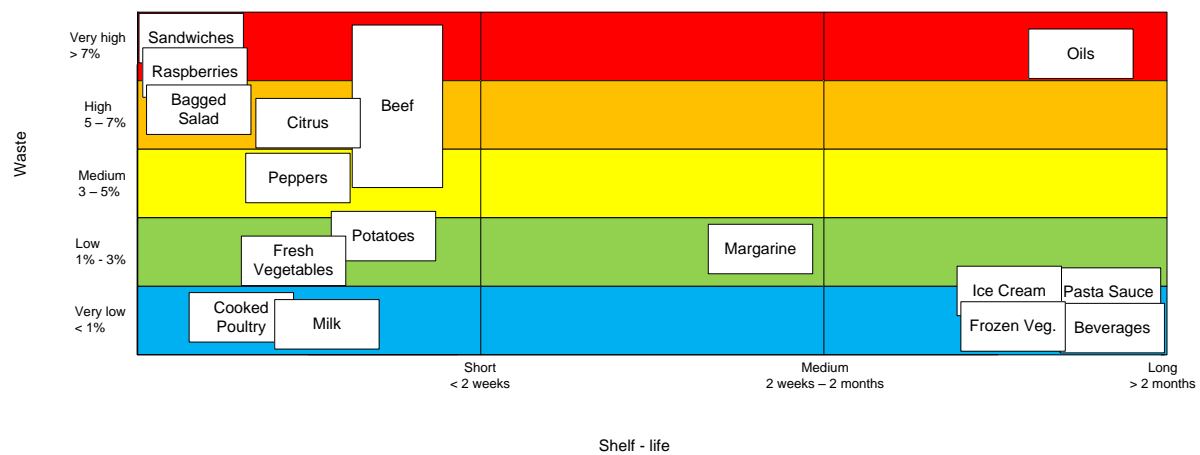 Very high
> 7%
Sandwiches
Raspberries
Bagged
Salad
Beef
Oils
High
5 – 7%
Citrus
Waste
Medium
3 – 5%
Peppers
Low
1% - 3%
Potatoes
Fresh
Vegetables
Margarine
Very low
< 1%
Cooked
Poultry
Milk
Ice Cream
Pasta Sauce
Frozen Veg.
Beverages
Short
< 2 weeks
Medium
2 weeks – 2 months
Long
> 2 months
Shelf - life